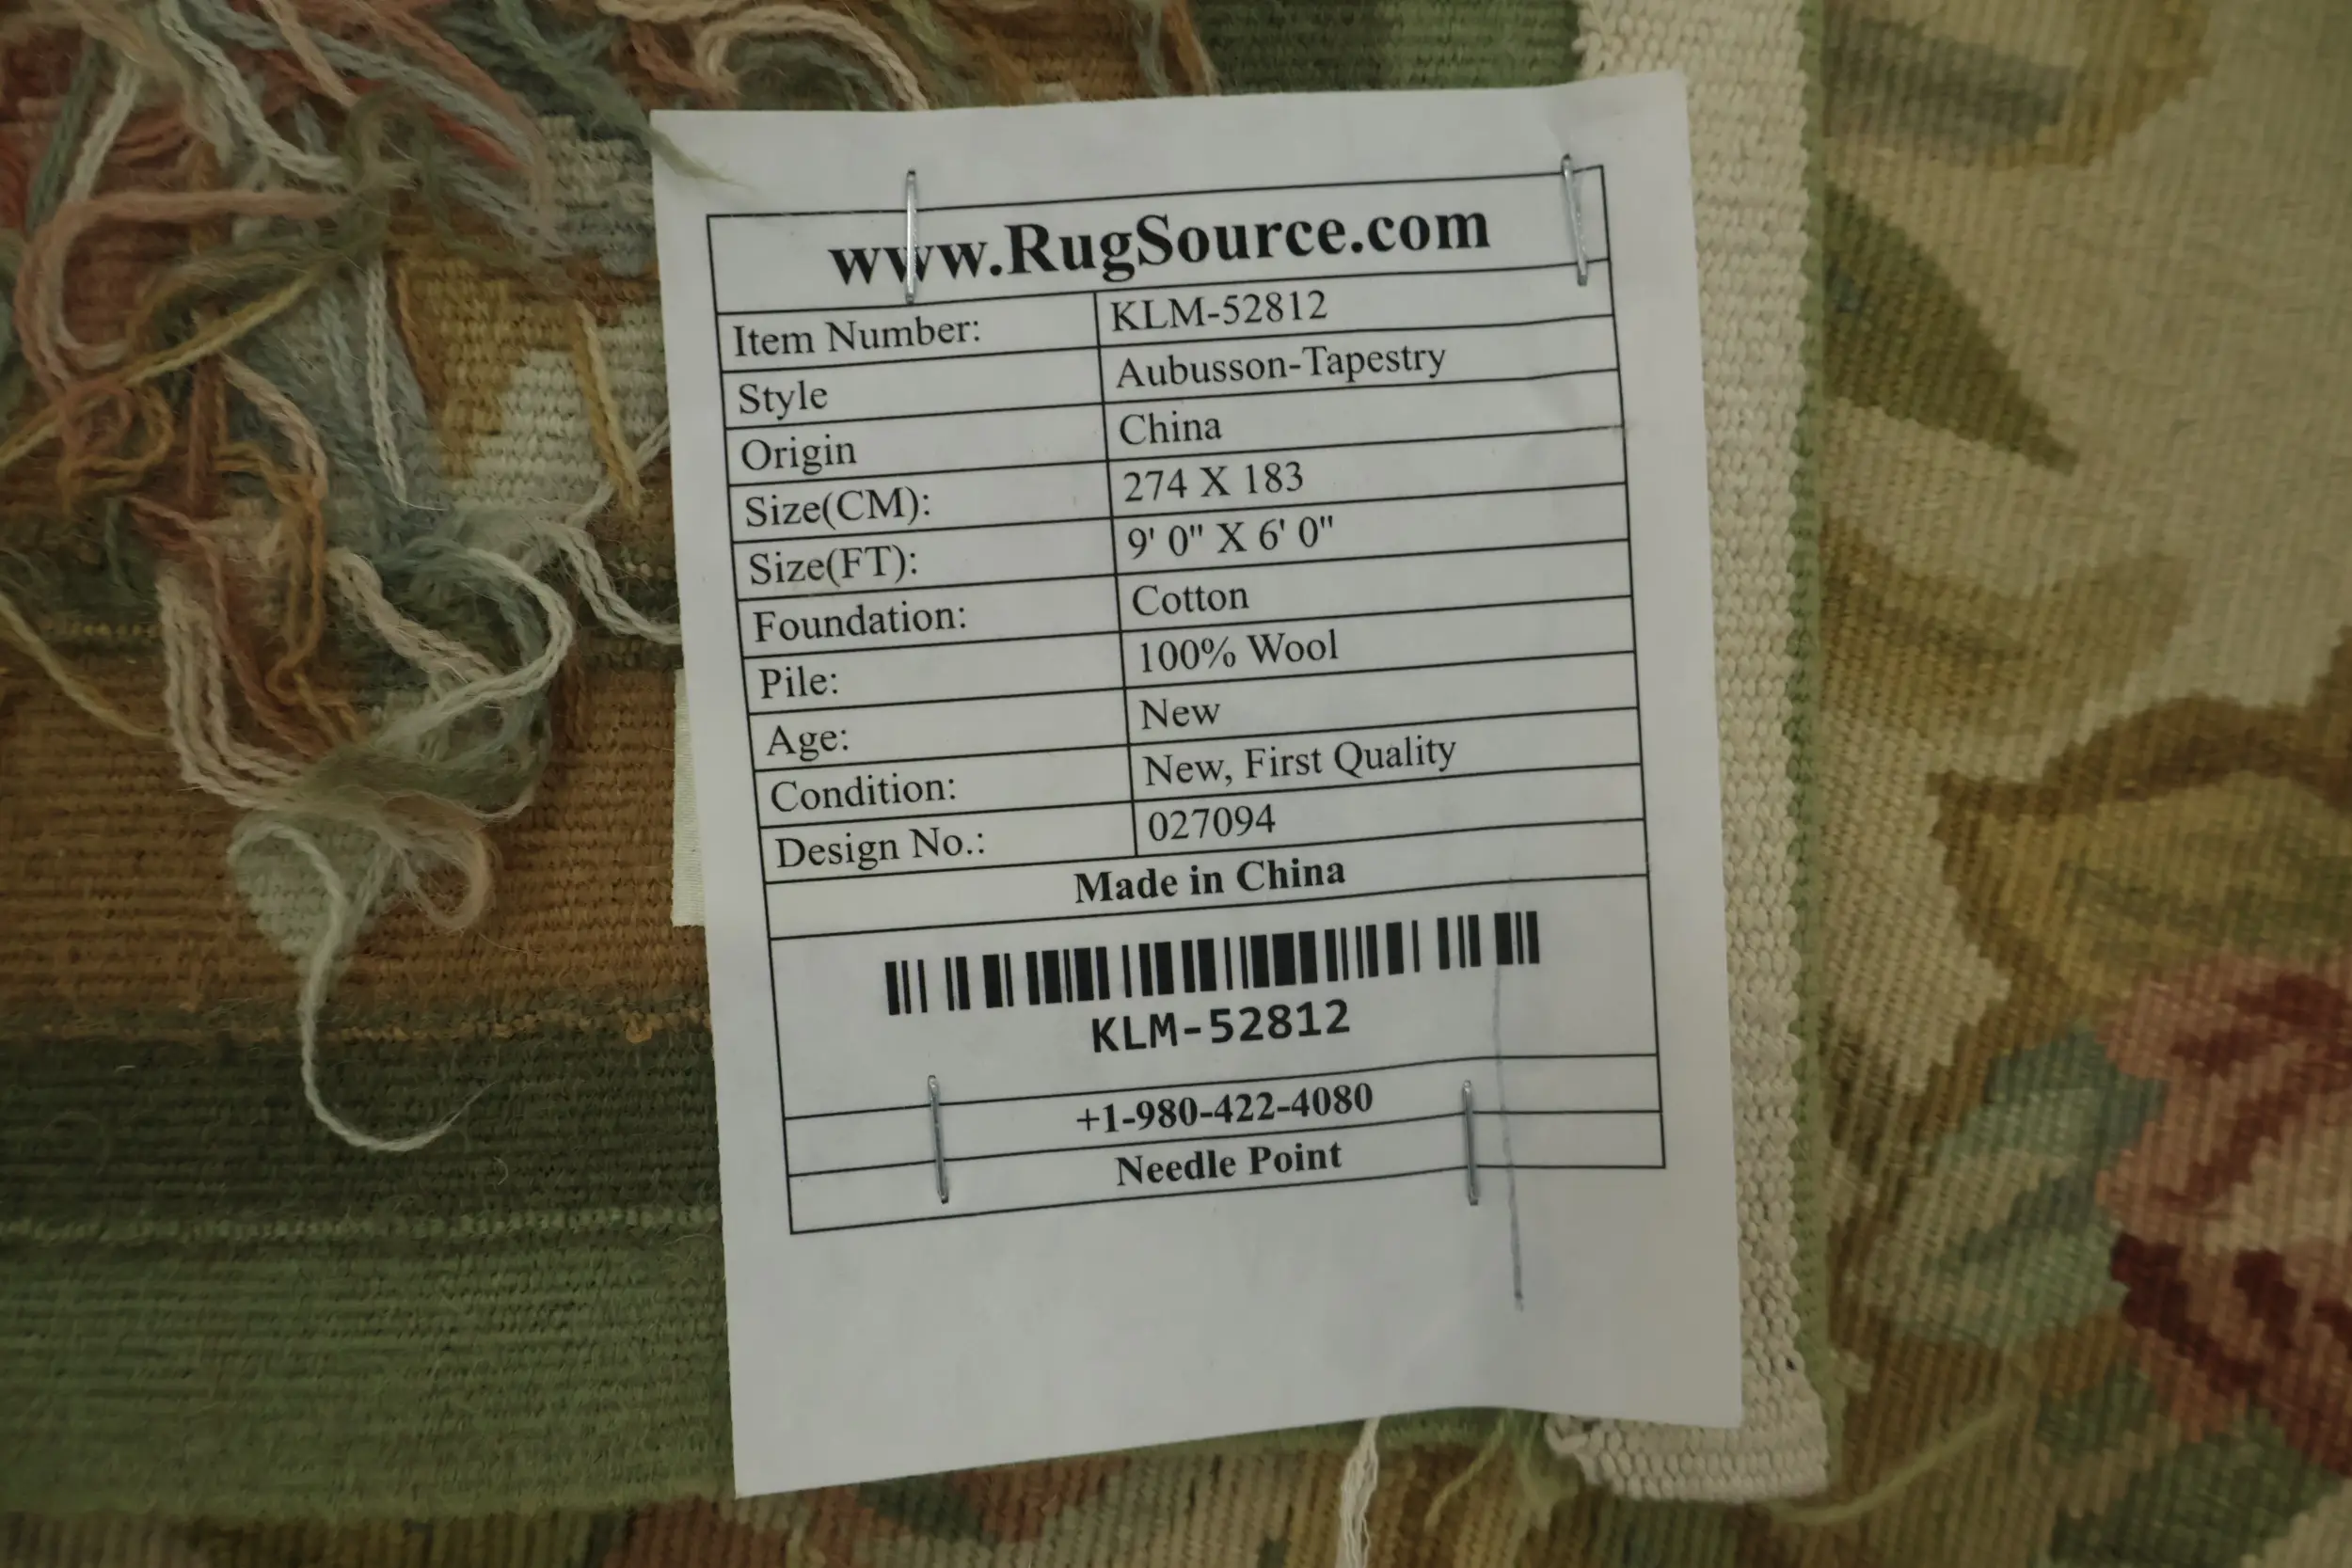 www.RugSource.com
Item Number: KLM-52812
Style Aubusson-Tapestry
Origin China
Size(CM): 274 X 183
Size(FT): 9' 0" X 6' 0"
Foundation: Cotton
Pile: 100% Wool
Age: New
Condition: New, First Quality
Design No.: 027094
Made in China
KLM-52812
+1-980-422-4080
Needle Point